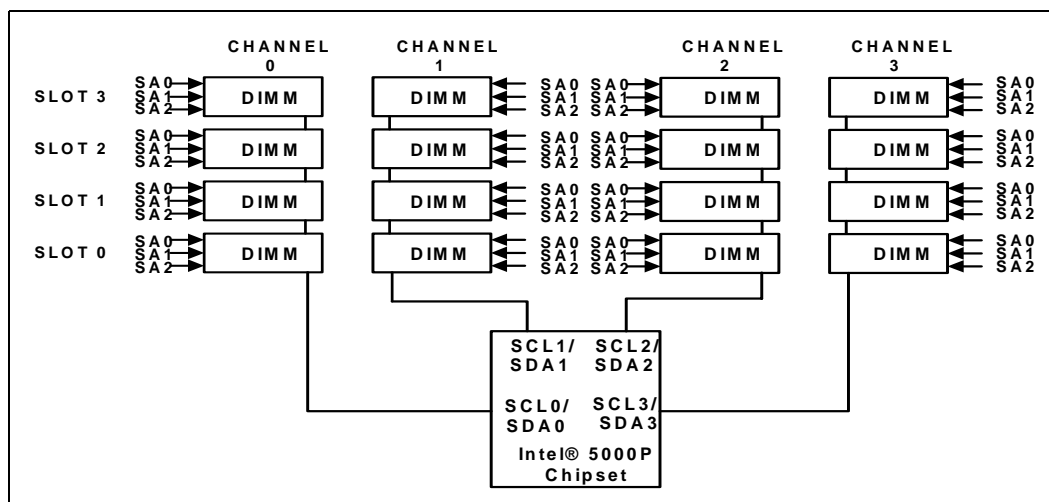 CHANNEL 0
CHANNEL 1
CHANNEL 2
CHANNEL 3
SLOT 3
SA0
SA1
SA2
DIMM
DIMM
SA0
SA1
SA2
SA0
SA1
SA2
DIMM
DIMM
SA0
SA1
SA2
SLOT 2
SA0
SA1
SA2
DIMM
DIMM
SA0
SA1
SA2
SA0
SA1
SA2
DIMM
DIMM
SA0
SA1
SA2
SLOT 1
SA0
SA1
SA2
DIMM
DIMM
SA0
SA1
SA2
SA0
SA1
SA2
DIMM
DIMM
SA0
SA1
SA2
SLOT 0
SA0
SA1
SA2
DIMM
DIMM
SA0
SA1
SA2
SA0
SA1
SA2
DIMM
DIMM
SA0
SA1
SA2
SCL1/
SDA1
SCL2/
SDA2
SCL0/
SDA0
SCL3/
SDA3
Intel® 5000P
Chipset